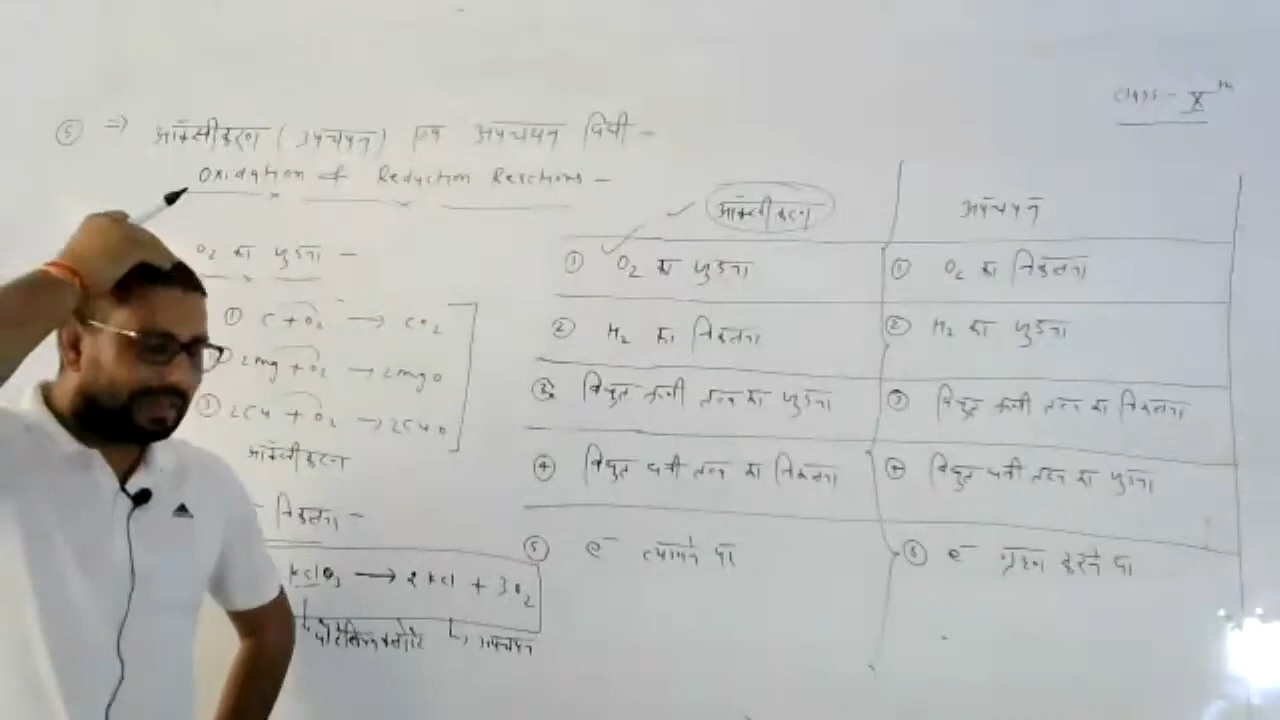 Class - Xth
⑤ ⇒ ऑक्सीकरण (उपचयन) एवं अपचयन विधी -
Oxidation & Reduction Reactions -
O2 का जुड़ना -
① C + O2 → CO2
2mg + O2 → 2mgo
③ 2Cu + O2 → 2Cuo
ऑक्सीकरण
निकलना -
kclO3 → 2 kcl + 3O2
अपचयन
ऑक्सीकरण | अपचयन
① O2 का जुड़ना | ① O2 का निकलना
② H2 का निकलना | ② H2 का जुड़ना
③ विधुत ऋणी तत्व का जुड़ना | ③ विधुत ऋणी तत्व का निकलना
④ विधुत धनी तत्व का निकलना | ④ विधुत धनी तत्व का जुड़ना
⑤ e⁻ त्यागने पर | ⑤ e⁻ ग्रहण करने पर